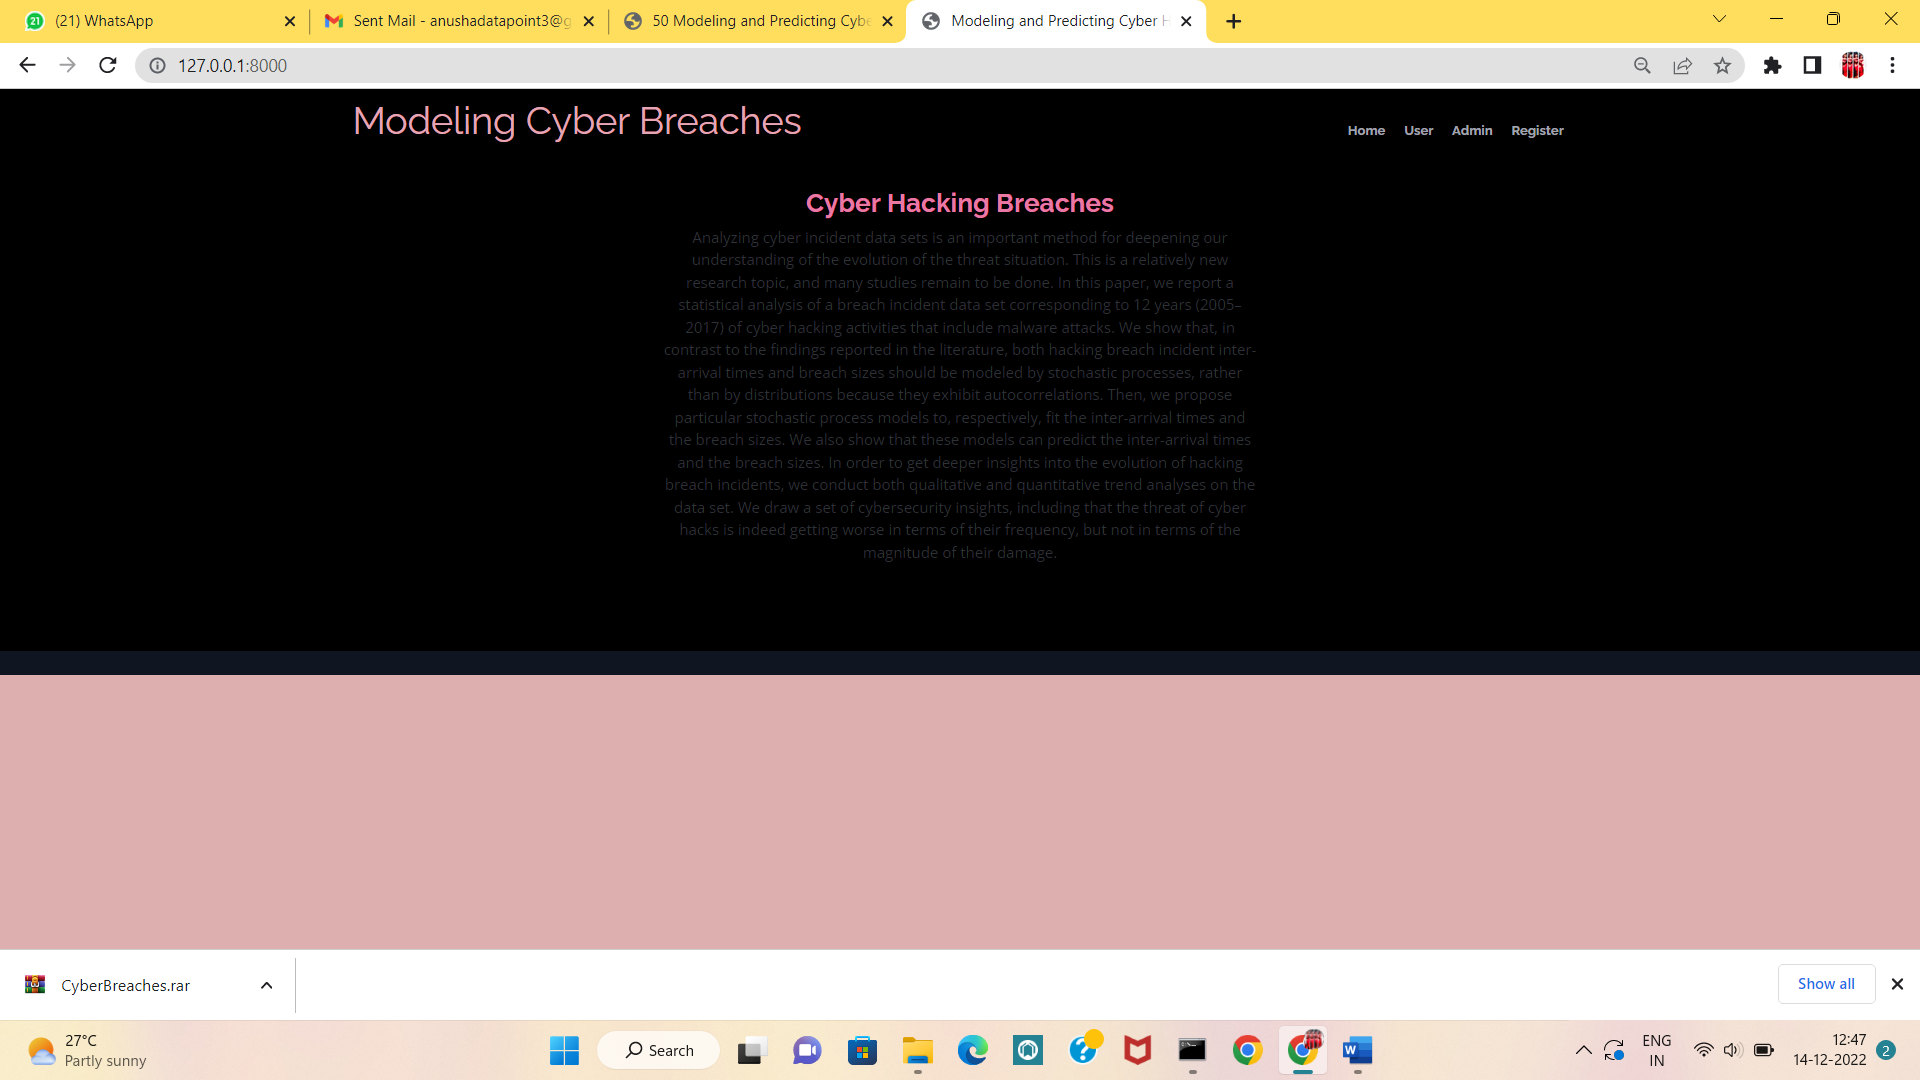 (21) WhatsApp
Sent Mail - anushadatapoint3@g
50 Modeling and Predicting Cybe
Modeling and Predicting Cyber H
127.0.0.1:8000
Modeling Cyber Breaches
Home User Admin Register
Cyber Hacking Breaches
Analyzing cyber incident data sets is an important method for deepening our
understanding of the evolution of the threat situation. This is a relatively new
research topic, and many studies remain to be done. In this paper, we report a
statistical analysis of a breach incident data set corresponding to 12 years (2005–
2017) of cyber hacking activities that include malware attacks. We show that, in
contrast to the findings reported in the literature, both hacking breach incident inter-
arrival times and breach sizes should be modeled by stochastic processes, rather
than by distributions because they exhibit autocorrelations. Then, we propose
particular stochastic process models to, respectively, fit the inter-arrival times and
the breach sizes. We also show that these models can predict the inter-arrival times
and the breach sizes. In order to get deeper insights into the evolution of hacking
breach incidents, we conduct both qualitative and quantitative trend analyses on the
data set. We draw a set of cybersecurity insights, including that the threat of cyber
hacks is indeed getting worse in terms of their frequency, but not in terms of the
magnitude of their damage.
CyberBreaches.rar
Show all
27°C
Partly sunny
Search
ENG
IN
12:47
14-12-2022
2